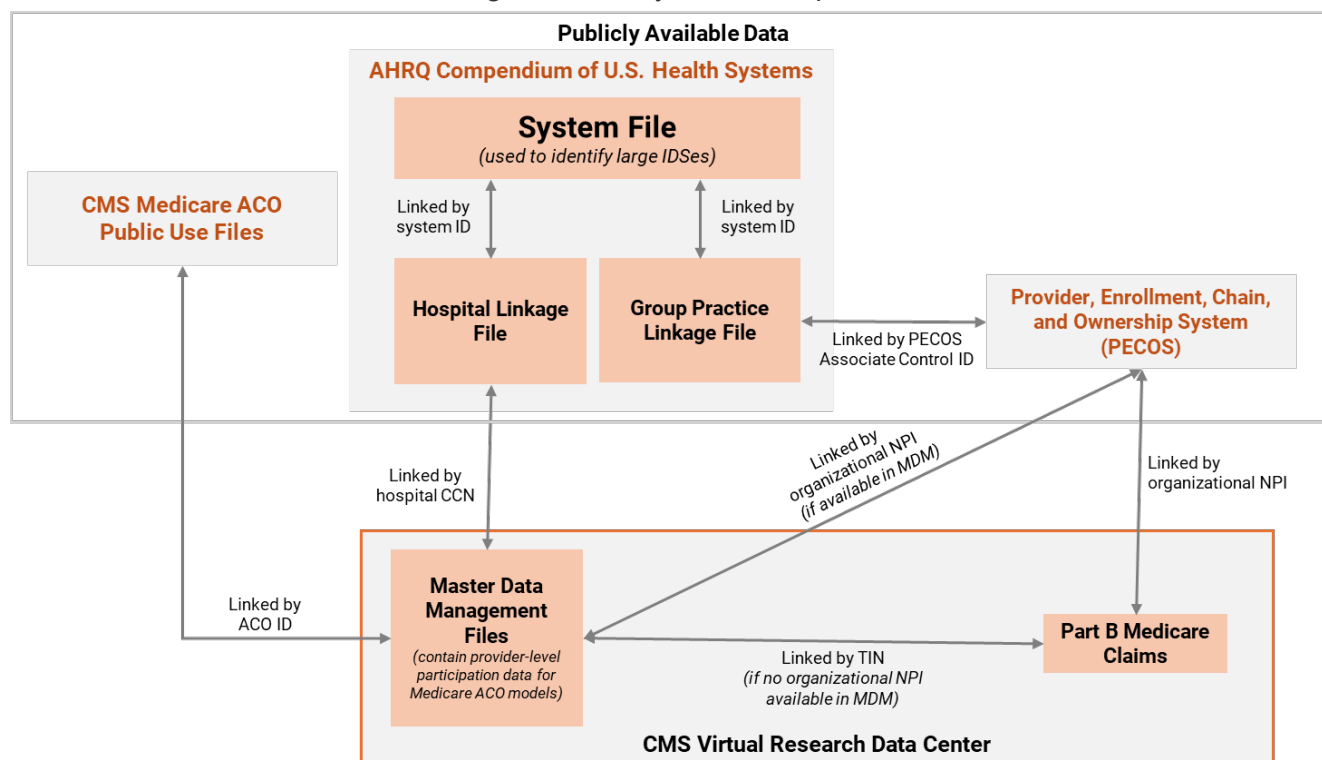 Publicly Available Data
AHRQ Compendium of U.S. Health Systems
System File
(used to identify large IDSes)
CMS Medicare ACO
Public Use Files
Linked by
system ID
Linked by
system ID
Hospital Linkage
File
Group Practice
Linkage File
Provider, Enrollment, Chain,
and Ownership System
(PECOS)
Linked by PECOS
Associate Control ID
Linked by
hospital CCN
Linked by
organizational NPI
(if available in MDM)
Linked by
organizational NPI
Master Data
Management
Files
(contain provider-level
participation data for
Medicare ACO models)
Linked by
ACO ID
Part B Medicare
Claims
Linked by TIN
(if no organizational NPI
available in MDM)
CMS Virtual Research Data Center